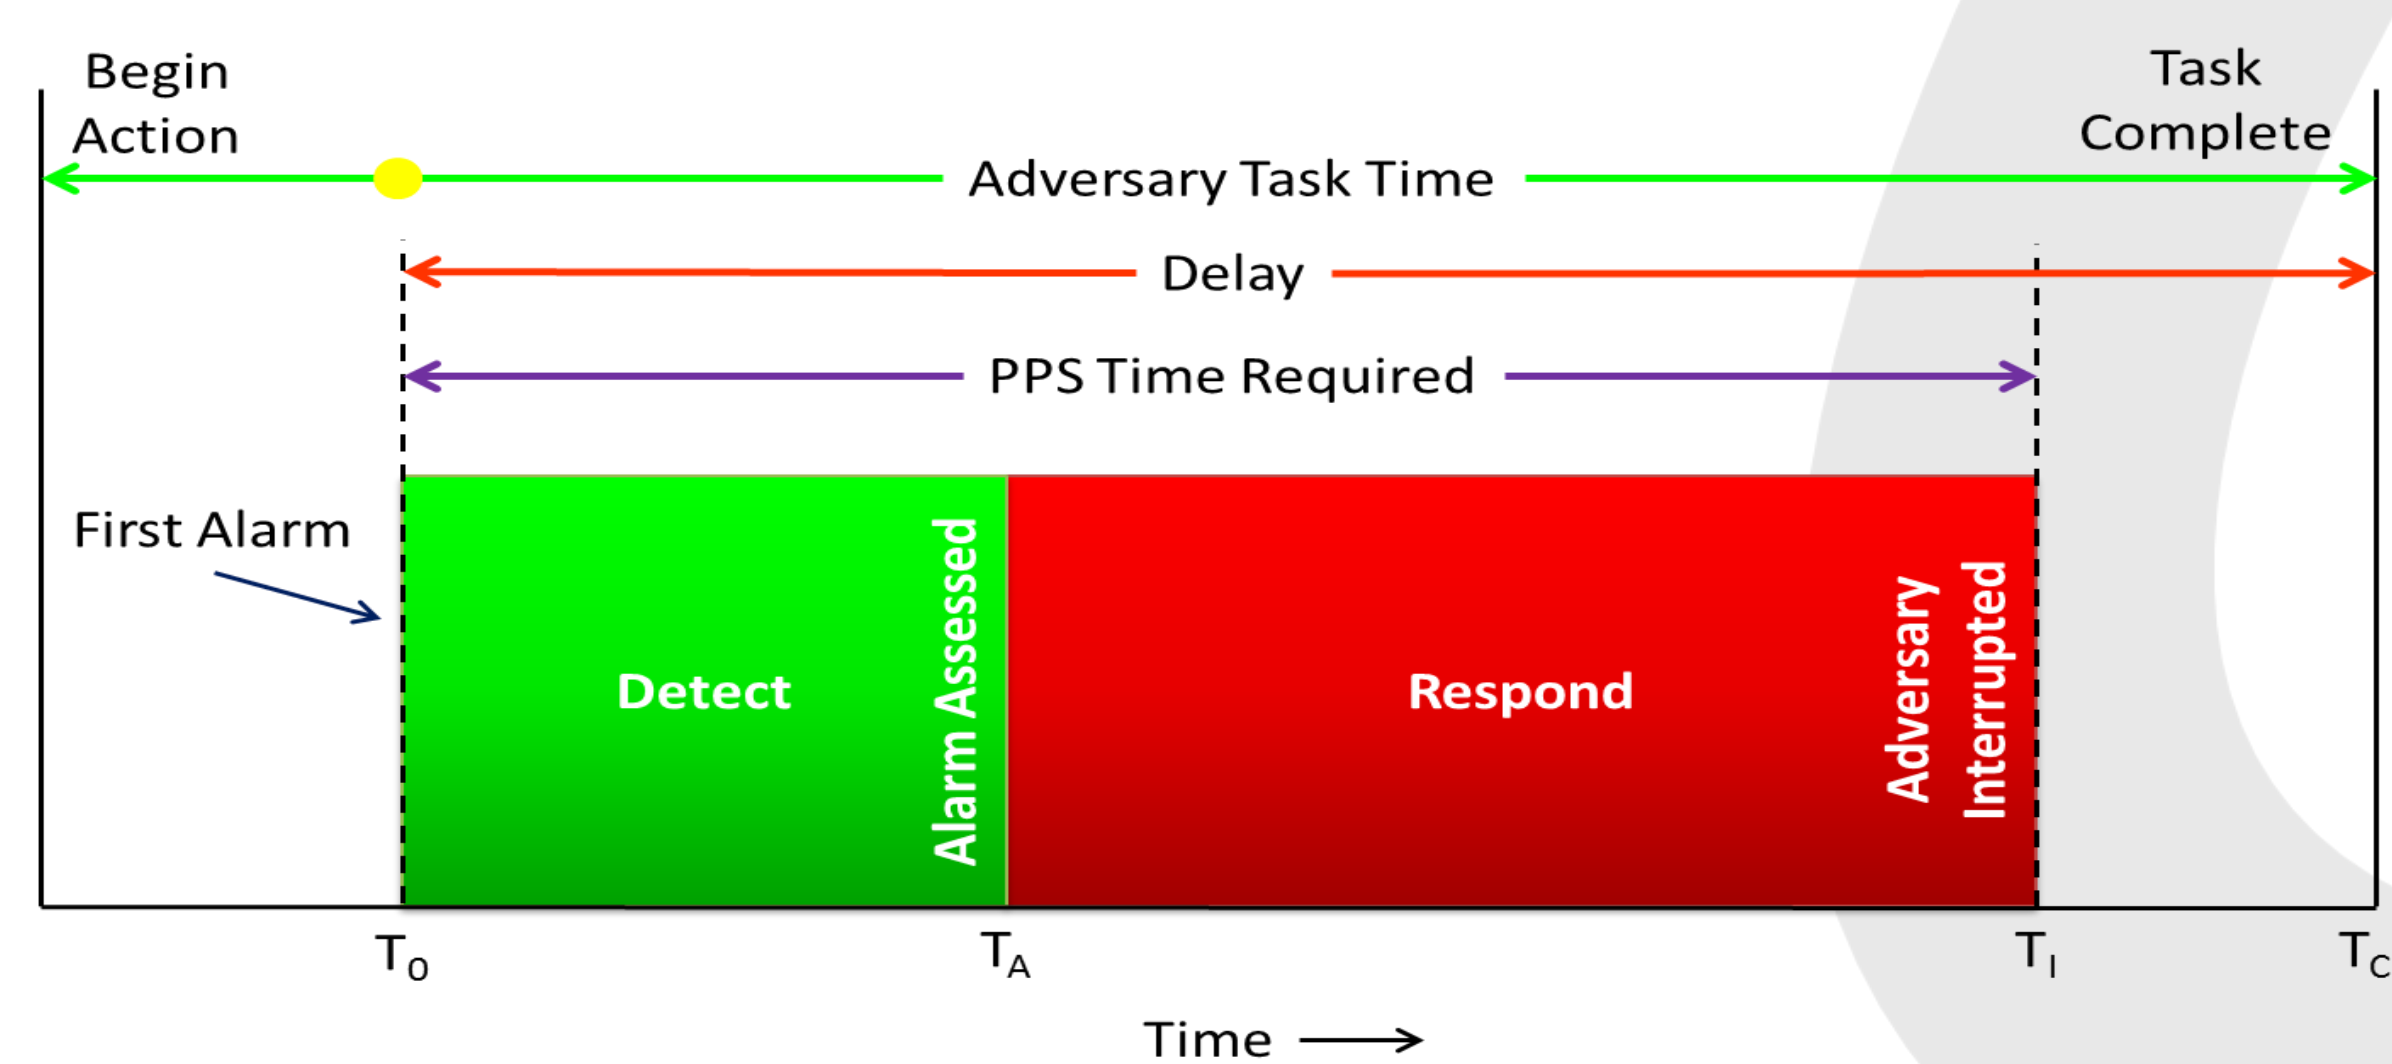 Begin
Action
Task
Complete
Adversary Task Time
Delay
PPS Time Required
First Alarm
Detect
Alarm Assessed
Respond
Adversary
Interrupted
T0
TA
TI
TC
Time